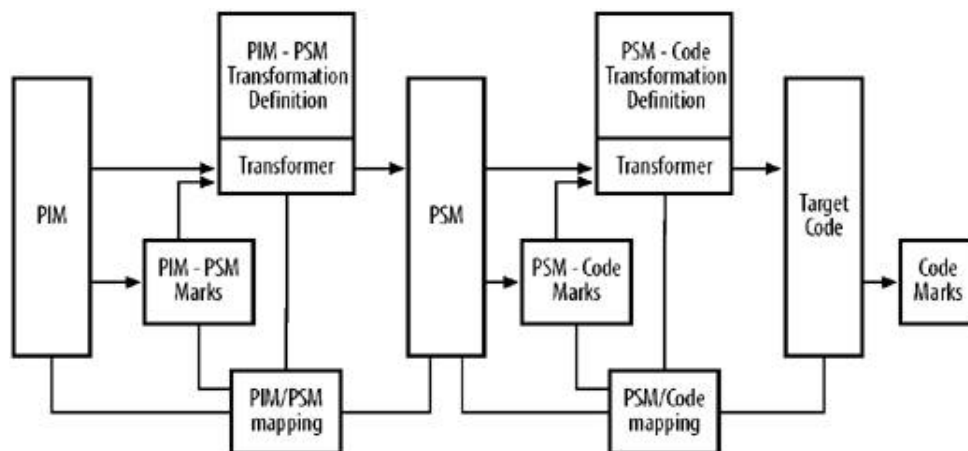 PIM - PSM
Transformation
Definition
Transformer
PSM - Code
Transformation
Definition
Transformer
PIM
PIM - PSM
Marks
PSM
PSM - Code
Marks
Target
Code
Code
Marks
PIM/PSM
mapping
PSM/Code
mapping